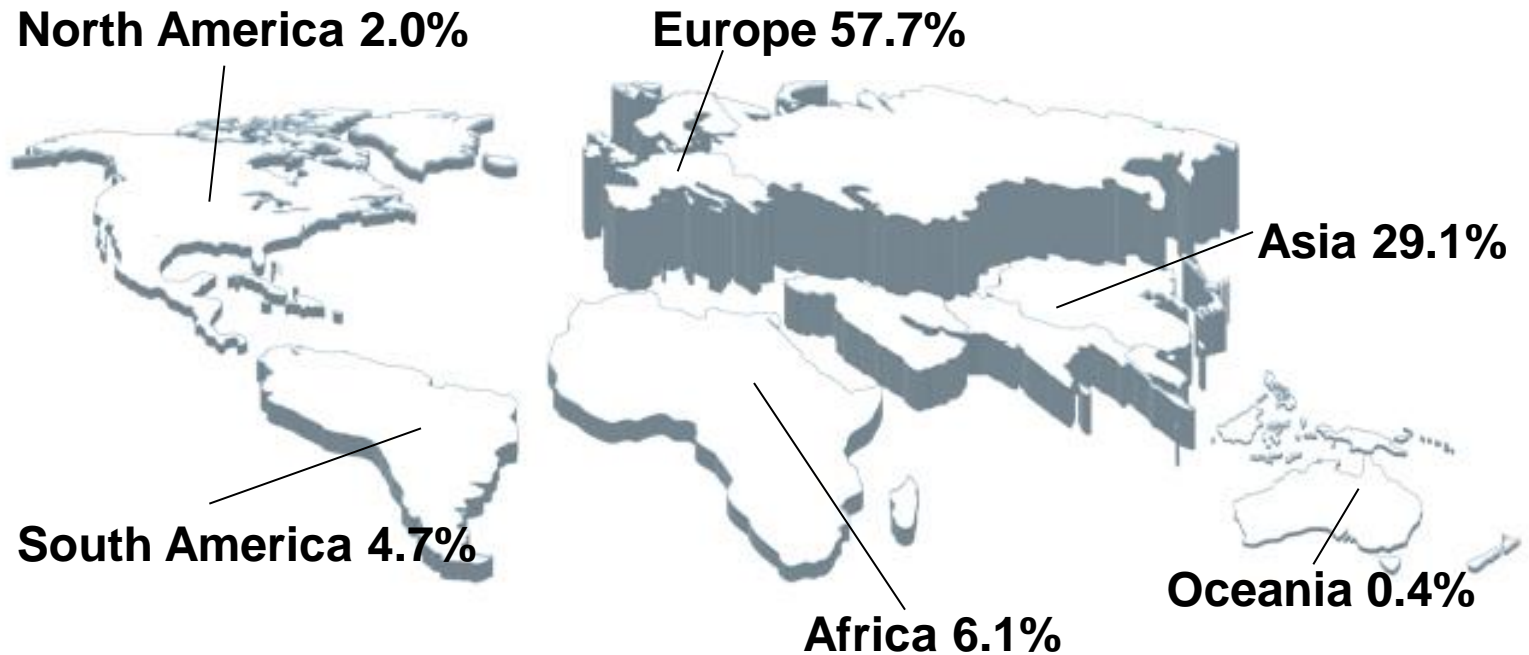 North America 2.0%
Europe 57.7%
Asia 29.1%
South America 4.7%
Oceania 0.4%
Africa 6.1%